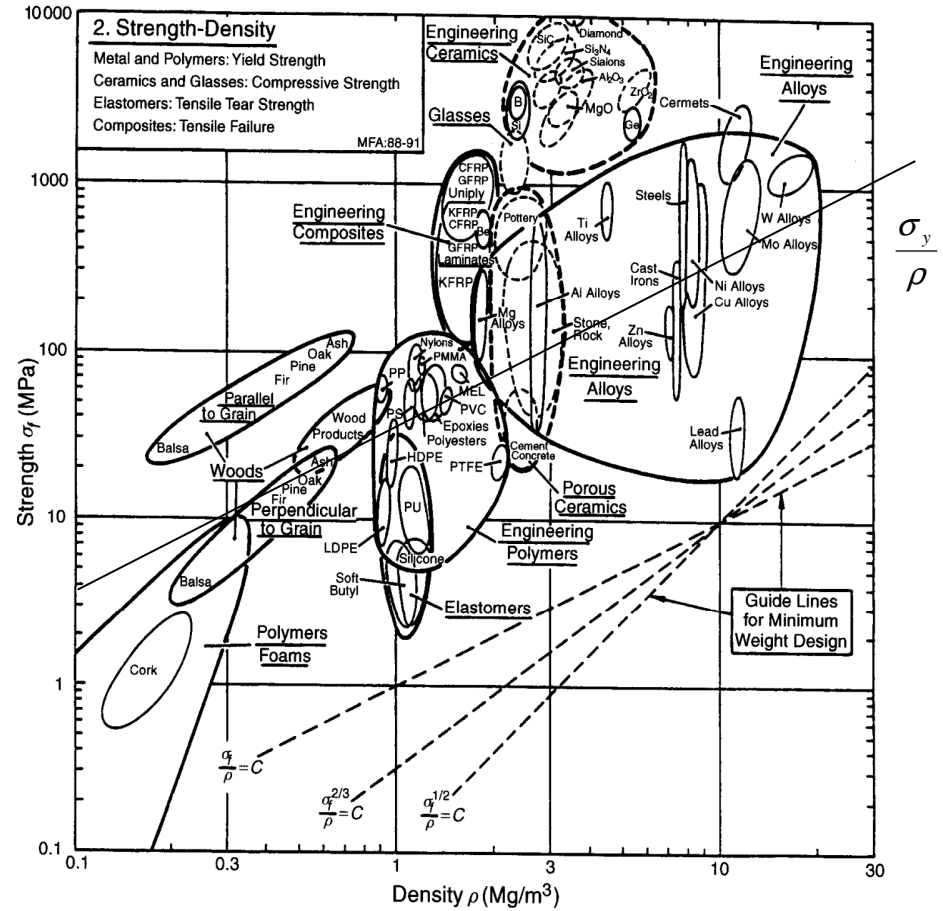 2. Strength-Density
Metal and Polymers: Yield Strength
Ceramics and Glasses: Compressive Strength
Elastomers: Tensile Tear Strength
Composites: Tensile Failure
MFA:88-91
Engineering
Ceramics
SiC
Diamond
Si₃N₄
Sialons
Al₂O₃
ZrO₂
MgO
B
Si
Ge
Glasses
Cermets
Engineering
Alloys
CFRP
GFRP
Uniply
KFRP
CFRP
Be
GFRP
Laminates
KFRP
Engineering
Composites
Pottery
Ti
Alloys
Steels
W Alloys
Mo Alloys
Cast
Irons
Ni Alloys
Cu Alloys
Zn
Alloys
Al Alloys
Mg
Alloys
Stone,
Rock
Engineering
Alloys
Lead
Alloys
σy
ρ
Ash
Oak
Pine
Fir
Parallel
to Grain
Balsa
Woods
Wood
Products
Ash
Oak
Pine
Fir
Perpendicular
to Grain
Balsa
Nylons
PMMA
PP
MEL
PS
PVC
Epoxies
Polyesters
HDPE
PTFE
PU
LDPE
Silicone
Soft
Butyl
Cement
Concrete
Porous
Ceramics
Engineering
Polymers
Elastomers
Polymers
Foams
Cork
Guide Lines
for Minimum
Weight Design
σf/ρ = C
σf^2/3/ρ = C
σf^1/2/ρ = C
Strength σf (MPa)
10000
1000
100
10
1
0.1
0.1
0.3
1
3
10
30
Density ρ (Mg/m³)